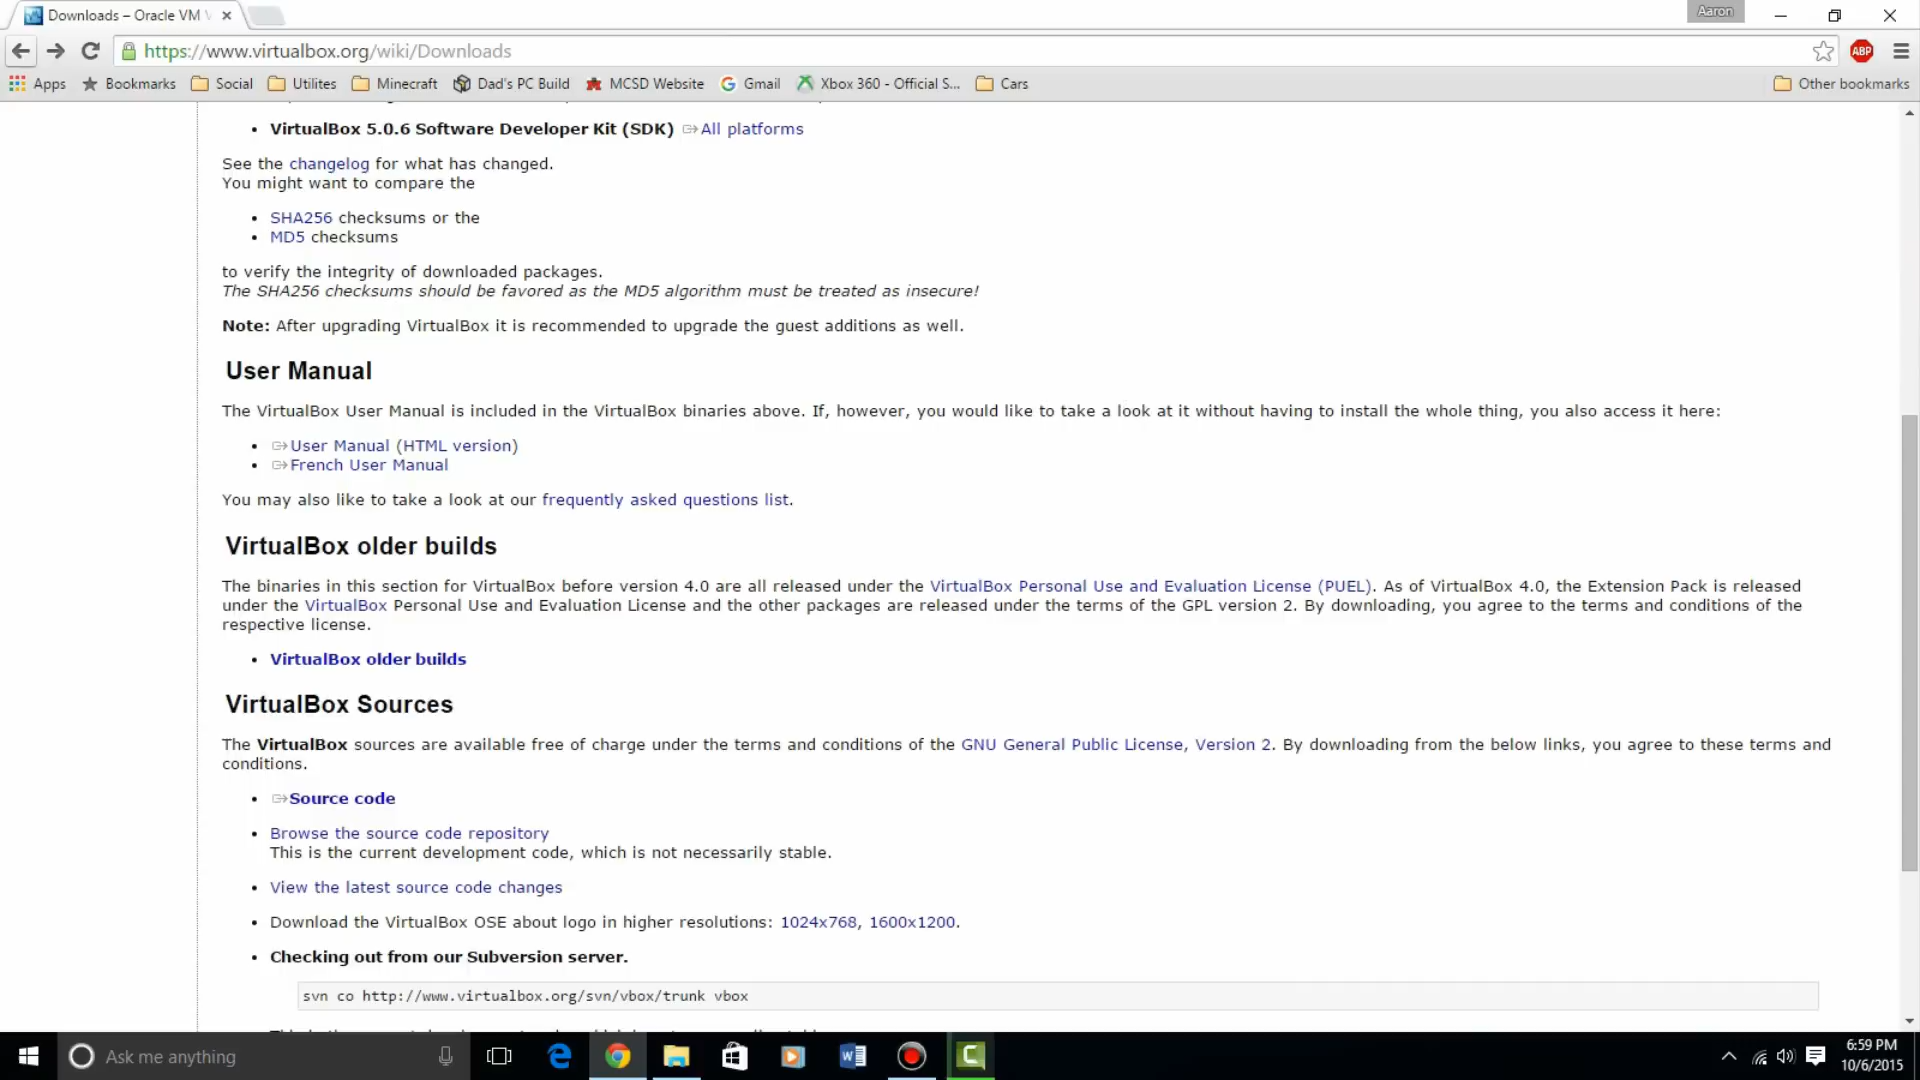 Downloads – Oracle VM V
Aaron
https://www.virtualbox.org/wiki/Downloads
ABP
Apps Bookmarks Social Utilites Minecraft Dad's PC Build MCSD Website Gmail Xbox 360 - Official S... Cars Other bookmarks
• VirtualBox 5.0.6 Software Developer Kit (SDK) All platforms
See the changelog for what has changed.
You might want to compare the
• SHA256 checksums or the
• MD5 checksums
to verify the integrity of downloaded packages.
The SHA256 checksums should be favored as the MD5 algorithm must be treated as insecure!
Note: After upgrading VirtualBox it is recommended to upgrade the guest additions as well.
User Manual
The VirtualBox User Manual is included in the VirtualBox binaries above. If, however, you would like to take a look at it without having to install the whole thing, you also access it here:
• User Manual (HTML version)
• French User Manual
You may also like to take a look at our frequently asked questions list.
VirtualBox older builds
The binaries in this section for VirtualBox before version 4.0 are all released under the VirtualBox Personal Use and Evaluation License (PUEL). As of VirtualBox 4.0, the Extension Pack is released
under the VirtualBox Personal Use and Evaluation License and the other packages are released under the terms of the GPL version 2. By downloading, you agree to the terms and conditions of the
respective license.
• VirtualBox older builds
VirtualBox Sources
The VirtualBox sources are available free of charge under the terms and conditions of the GNU General Public License, Version 2. By downloading from the below links, you agree to these terms and
conditions.
• Source code
• Browse the source code repository
This is the current development code, which is not necessarily stable.
• View the latest source code changes
• Download the VirtualBox OSE about logo in higher resolutions: 1024x768, 1600x1200.
• Checking out from our Subversion server.
svn co http://www.virtualbox.org/svn/vbox/trunk vbox
Ask me anything
6:59 PM
10/6/2015